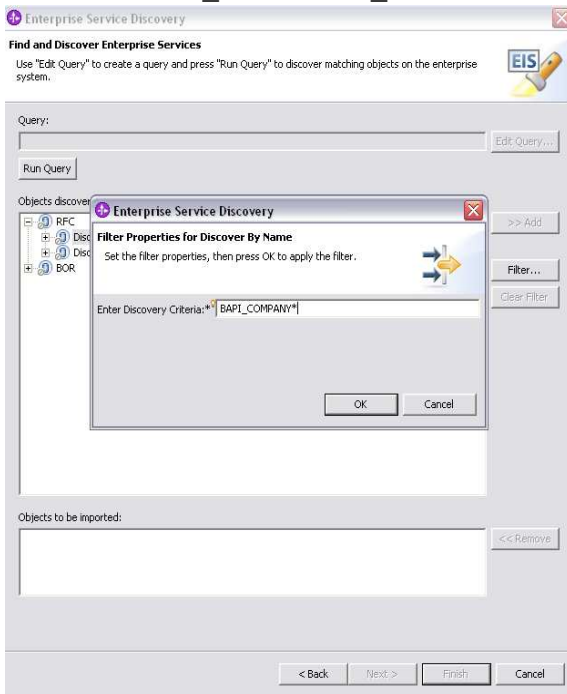 Enterprise Service Discovery
Find and Discover Enterprise Services
Use "Edit Query" to create a query and press "Run Query" to discover matching objects on the enterprise
system.
EIS
Query:
Edit Query...
Run Query
Objects discover
RFC
Disc
Disc
BOR
>> Add
Filter...
Clear Filter
Enterprise Service Discovery
Filter Properties for Discover By Name
Set the filter properties, then press OK to apply the filter.
Enter Discovery Criteria:* BAPI_COMPANY*
OK Cancel
Objects to be imported:
<< Remove
< Back Next > Finish Cancel